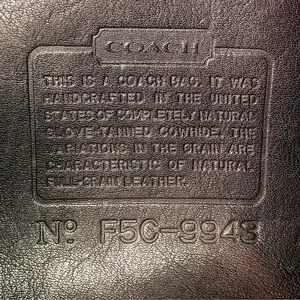 COACH
THIS IS A COACH BAG. IT WAS
HANDCRAFTED IN THE UNITED
STATES OF COMPLETELY NATURAL
GLOVE-TANNED COWHIDE. THE
VARIATIONS IN THE GRAIN ARE
CHARACTERISTIC OF NATURAL
FULL-GRAIN LEATHER.
Nº F5C-9943